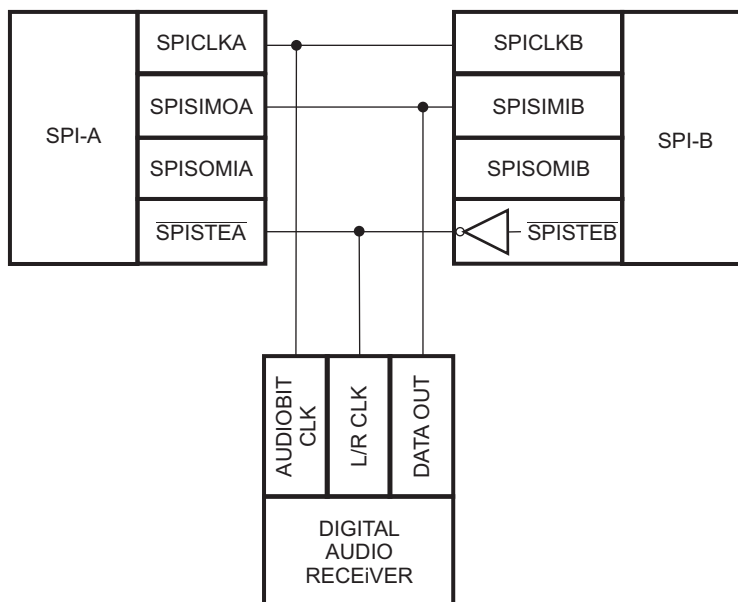 SPICLKA
SPICLKB
SPISIMOA
SPISIMIB
SPI-A
SPI-B
SPISOMIA
SPISOMIB
SPISTEA
SPISTEB
AUDIOBIT
CLK
L/R CLK
DATA OUT
DIGITAL
AUDIO
RECEiVER